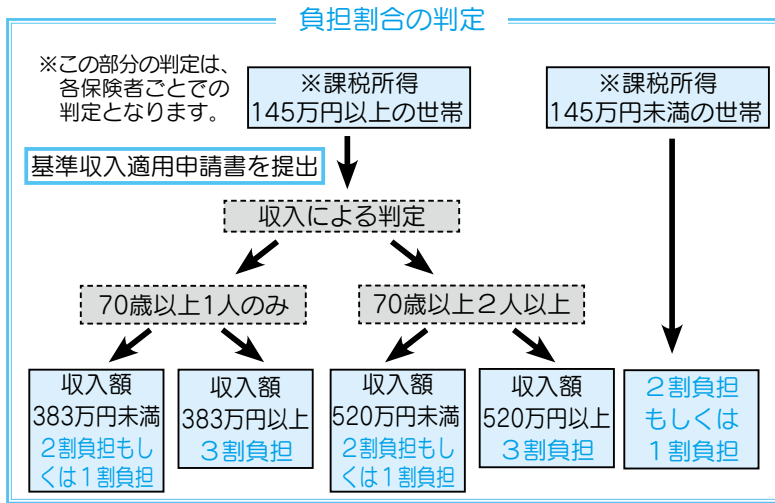 負担割合の判定
※この部分の判定は、
各保険者ごとでの
判定となります。
※課税所得
145万円以上の世帯
※課税所得
145万円未満の世帯
基準収入適用申請書を提出
収入による判定
70歳以上1人のみ
70歳以上２人以上
収入額
383万円未満
２割負担もし
くは１割負担
収入額
383万円以上
３割負担
収入額
520万円未満
２割負担もし
くは１割負担
収入額
520万円以上
３割負担
２割負担
もしくは
１割負担